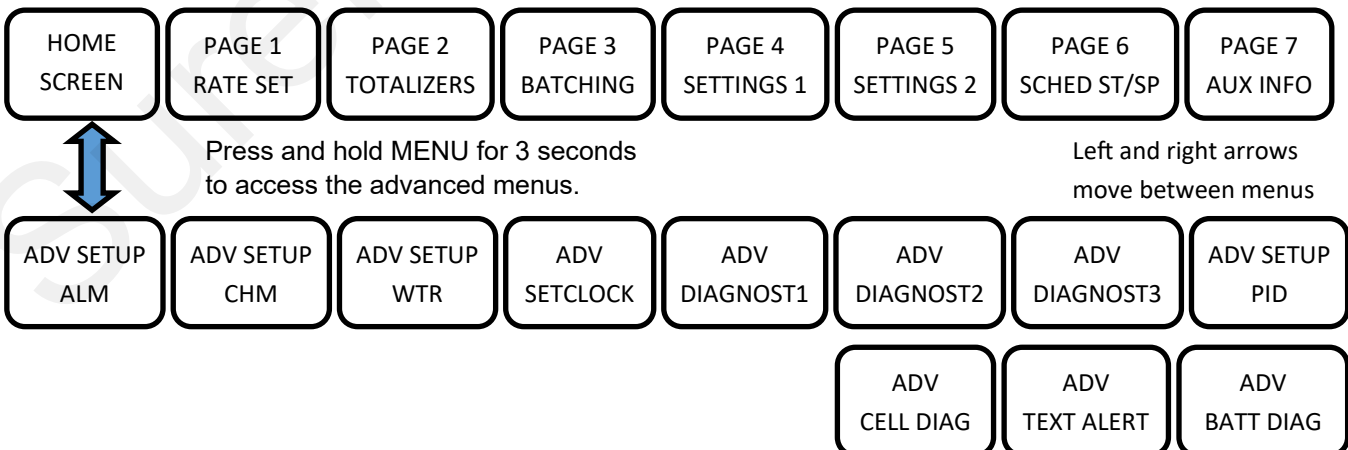 HOME
SCREEN
PAGE 1
RATE SET
PAGE 2
TOTALIZERS
PAGE 3
BATCHING
PAGE 4
SETTINGS 1
PAGE 5
SETTINGS 2
PAGE 6
SCHED ST/SP
PAGE 7
AUX INFO
Press and hold MENU for 3 seconds
to access the advanced menus.
Left and right arrows
move between menus
ADV SETUP
ALM
ADV SETUP
CHM
ADV SETUP
WTR
ADV
SETCLOCK
ADV
DIAGNOST1
ADV
DIAGNOST2
ADV
DIAGNOST3
ADV SETUP
PID
ADV
CELL DIAG
ADV
TEXT ALERT
ADV
BATT DIAG